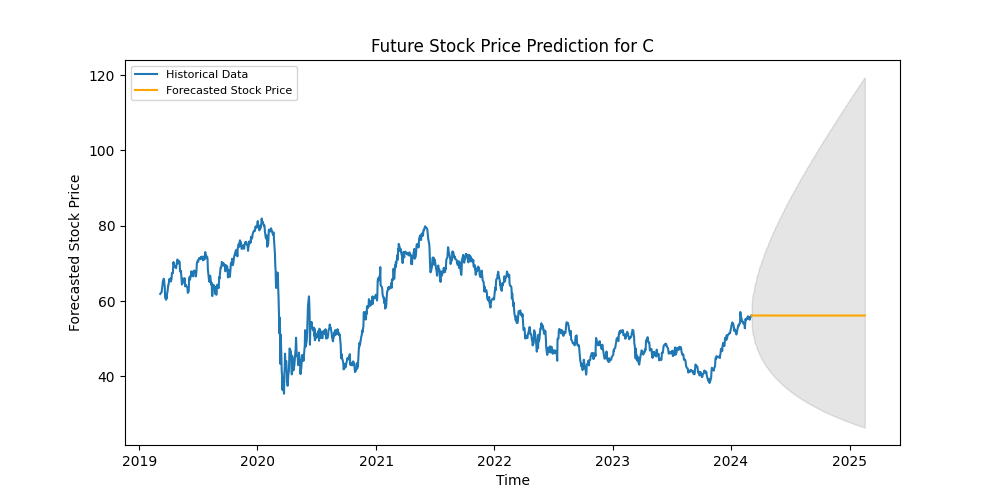 Future Stock Price Prediction for C
Historical Data
Forecasted Stock Price
Forecasted Stock Price
120
100
80
60
40
2019
2020
2021
2022
2023
2024
2025
Time